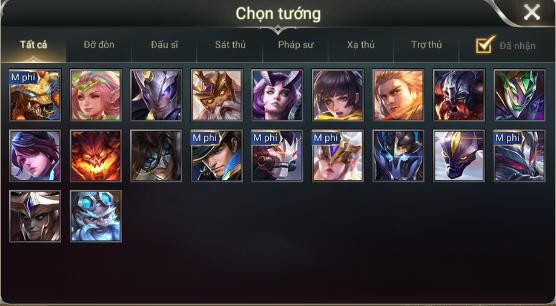 Chọn tướng
Tất cả Đỡ đòn Đấu sĩ Sát thủ Pháp sư Xạ thủ Trợ thủ Đã nhận
M phí
M phí M phí M phí M phí